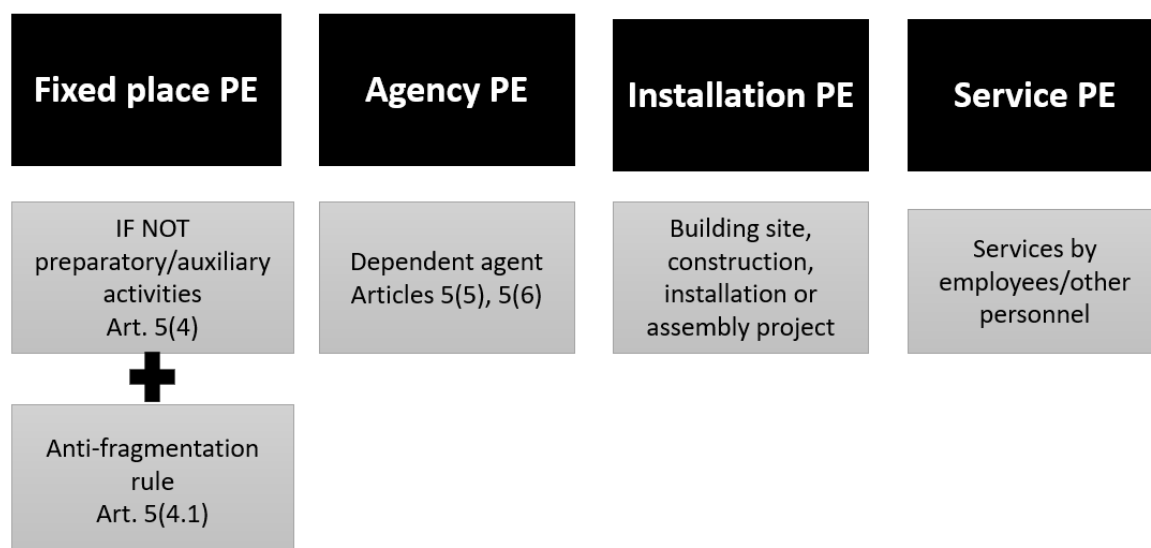 Fixed place PE
Agency PE
Installation PE
Service PE
IF NOT
preparatory/auxiliary
activities
Art. 5(4)
Dependent agent
Articles 5(5), 5(6)
Building site,
construction,
installation or
assembly project
Services by
employees/other
personnel
Anti-fragmentation
rule
Art. 5(4.1)